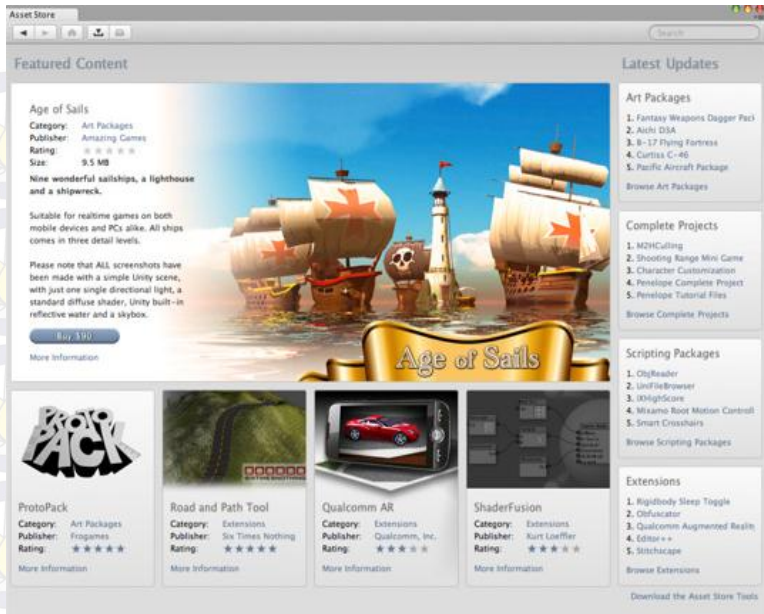 Asset Store
Search
Featured Content
Age of Sails
Category: Art Packages
Publisher: Amazing Games
Rating:
Size: 9.5 MB
Nine wonderful sailships, a lighthouse
and a shipwreck.
Suitable for realtime games on both
mobile devices and PCs alike. All ships
comes in three detail levels.
Please note that ALL screenshots have
been made with a simple Unity scene,
with just one single directional light, a
standard diffuse shader, Unity built-in
reflective water and a skybox.
Buy $90
More Information
Age of Sails
PROTO
PACK
ProtoPack
Category: Art Packages
Publisher: Frogames
Rating:
More Information
SIXTIMESNOTHING
Road and Path Tool
Category: Extensions
Publisher: Six Times Nothing
Rating:
More Information
Qualcomm AR
Category: Extensions
Publisher: Qualcomm, Inc.
Rating:
More Information
ShaderFusion
Category: Extensions
Publisher: Kurt Loeffler
Rating:
More Information
Latest Updates
Art Packages
1. Fantasy Weapons Dagger Pack
2. Aichi D3A
3. B-17 Flying Fortress
4. Curtiss C-46
5. Pacific Aircraft Package
Browse Art Packages
Complete Projects
1. M2HCulling
2. Shooting Range Mini Game
3. Character Customization
4. Penelope Complete Project
5. Penelope Tutorial Files
Browse Complete Projects
Scripting Packages
1. ObjReader
2. UniFileBrowser
3. iXHighScore
4. Mixamo Root Motion Controll
5. Smart Crosshairs
Browse Scripting Packages
Extensions
1. Rigidbody Sleep Toggle
2. Obfuscator
3. Qualcomm Augmented Realit
4. Editor++
5. Stitchscape
Browse Extensions
Download the Asset Store Tools